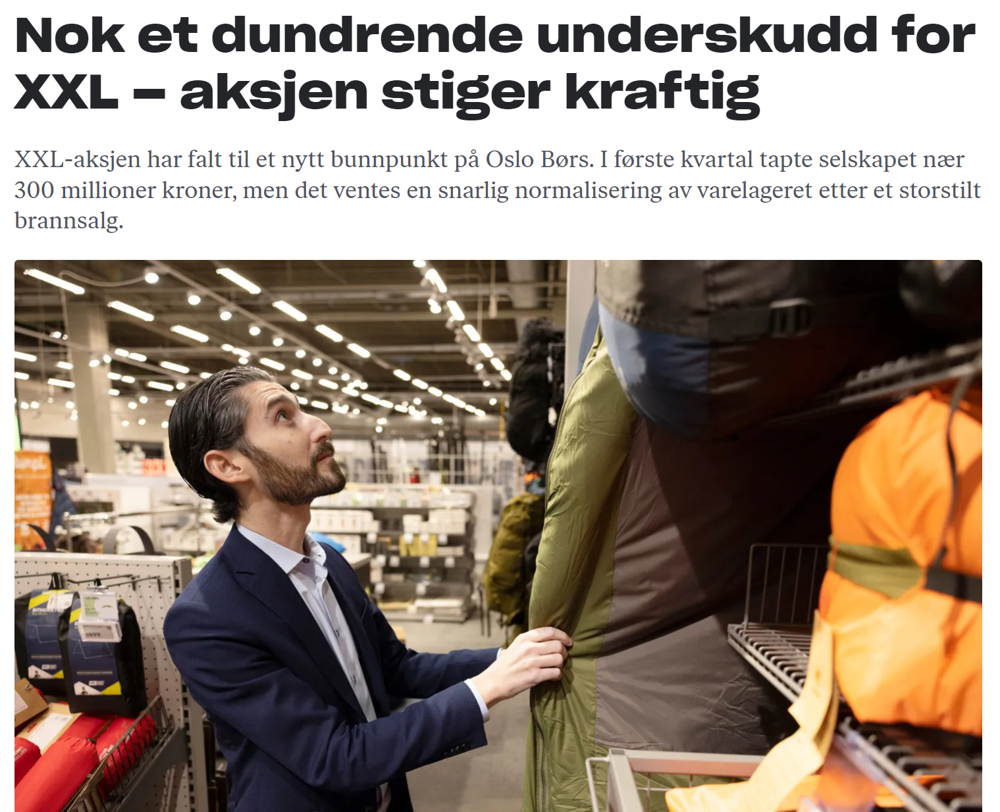 Nok et dundrende underskudd for
XXL – aksjen stiger kraftig
XXL-aksjen har falt til et nytt bunnpunkt på Oslo Børs. I første kvartal tapte selskapet nær
300 millioner kroner, men det ventes en snarlig normalisering av varelageret etter et storstilt
brannsalg.